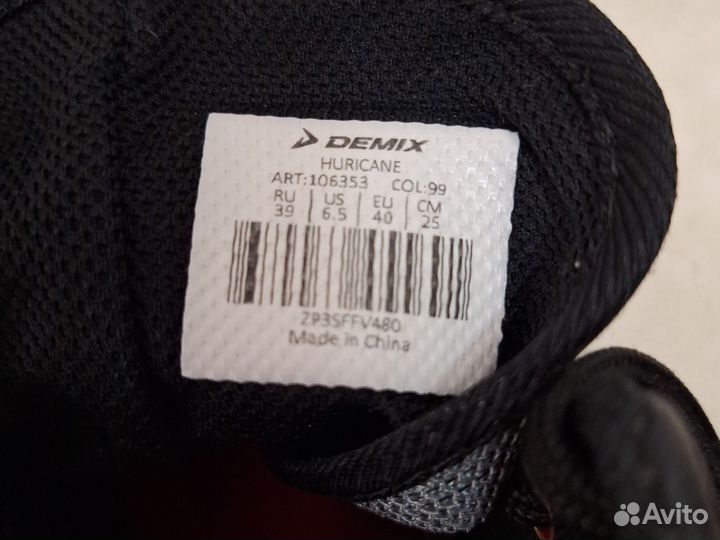 DEMIX
HURICANE
ART:106353 COL:99
RU US EU CM
39 6.5 40 25
ZP3SFFV480
Made in China
Avito